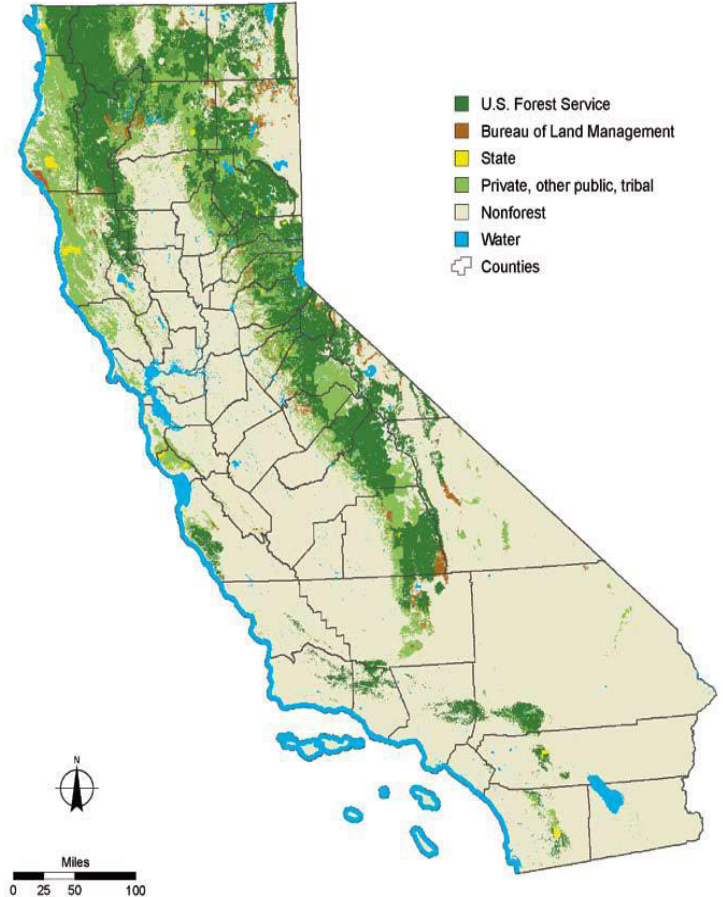 U.S. Forest Service
Bureau of Land Management
State
Private, other public, tribal
Nonforest
Water
Counties
N
Miles
0 25 50 100